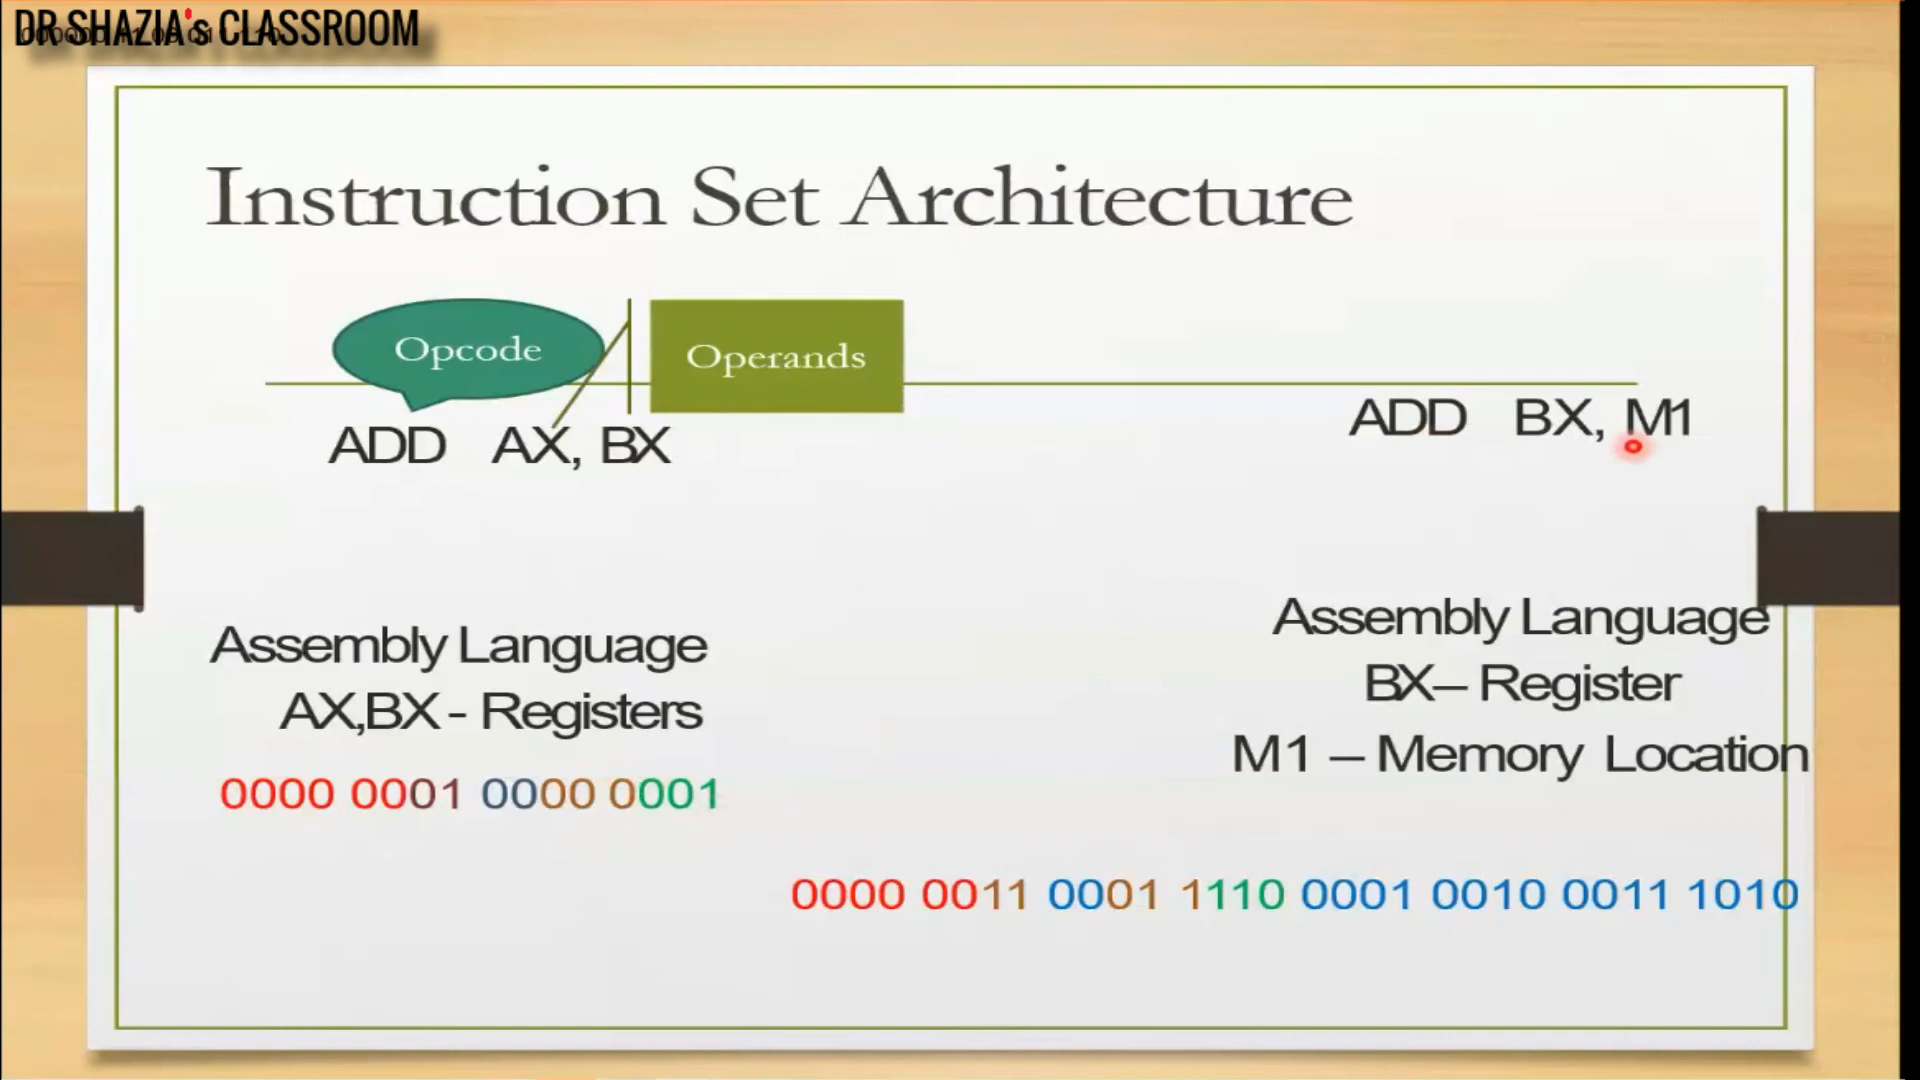 DR SHAZIA's CLASSROOM
Instruction Set Architecture
Opcode
Operands
ADD AX, BX
ADD BX, M1
Assembly Language
AX,BX - Registers
0000 0001 0000 0001
Assembly Language
BX– Register
M1 – Memory Location
0000 0011 0001 1110 0001 0010 0011 1010